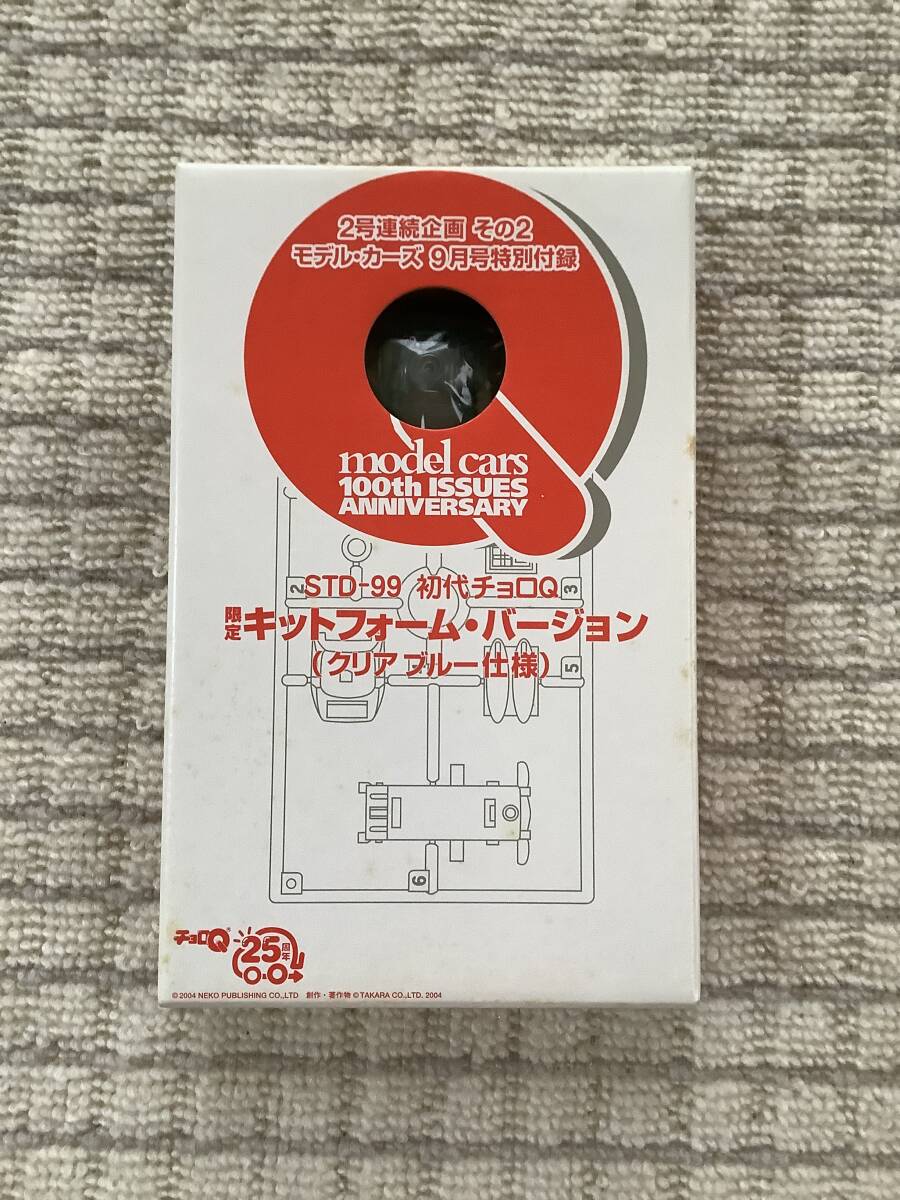 2号連続企画 その2
モデル・カーズ 9月号特別付録
model cars
100th ISSUES
ANNIVERSARY
2
3
STD-99 初代チョロQ
限定 キットフォーム・バージョン
(クリアブルー仕様)
5
6
チョロQ 25周年
©2004 NEKO PUBLISHING CO.,LTD 創作・著作物 ©TAKARA CO.,LTD. 2004